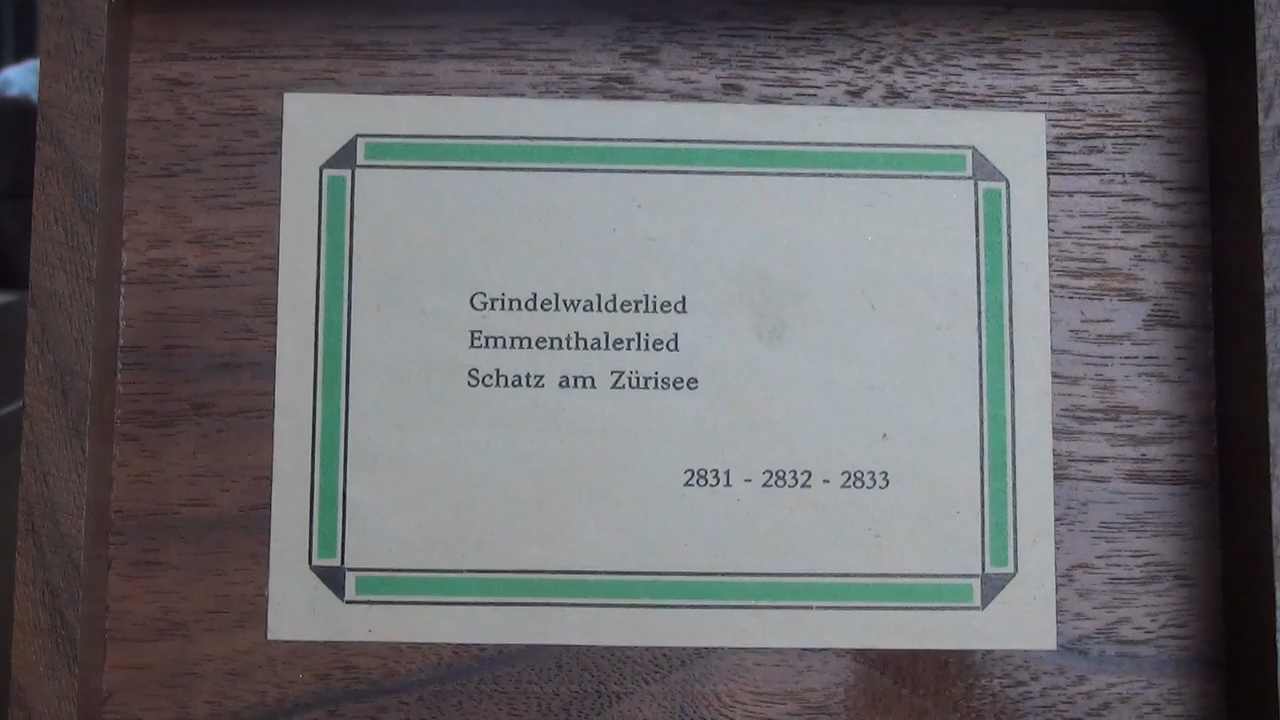 Grindelwalderlied
Emmenthalerlied
Schatz am Zürisee
2831 - 2832 - 2833